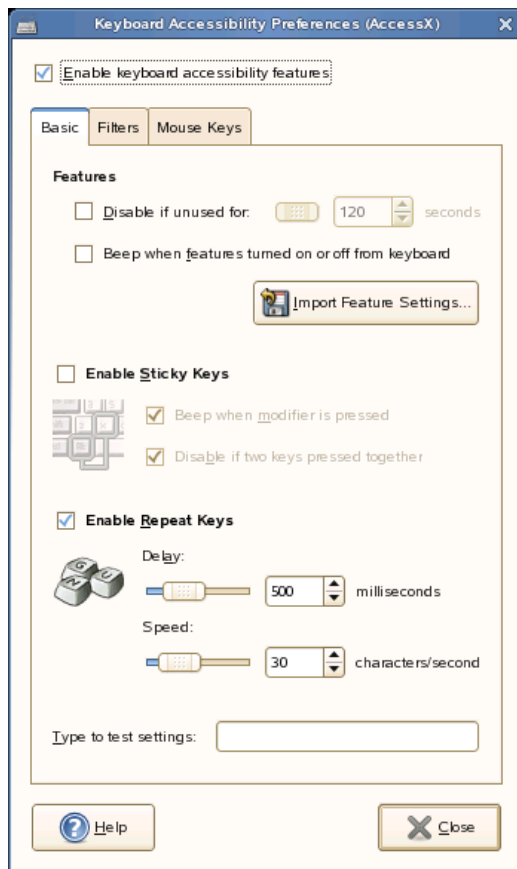 Keyboard Accessibility Preferences (AccessX)
Enable keyboard accessibility features
Basic Filters Mouse Keys
Features
Disable if unused for: 120 seconds
Beep when features turned on or off from keyboard
Import Feature Settings...
Enable Sticky Keys
Beep when modifier is pressed
Disable if two keys pressed together
Enable Repeat Keys
Delay:
500 milliseconds
Speed:
30 characters/second
Type to test settings:
Help Close